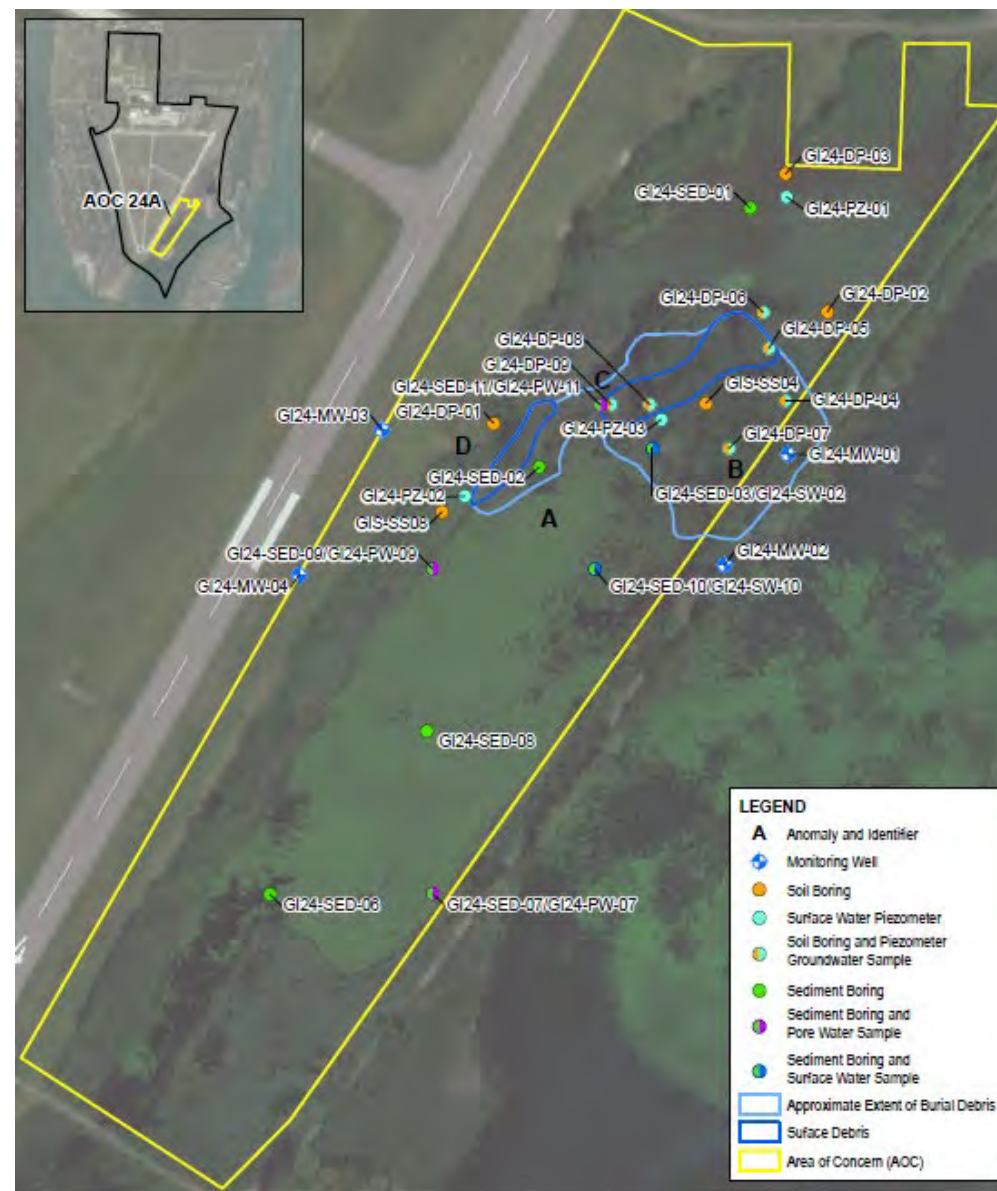 AOC 24A
GI24-DP-03
GI24-SED-01
GI24-PZ-01
GI24-DP-06
GI24-DP-02
GI24-DP-08
GI24-DP-05
GI24-DP-09
C
GI24-SED-11/GI24-PW-11
GIS-SS04
GI24-MW-03
GI24-DP-01
GI24-DP-04
GI24-PZ-03
D
GI24-DP-07
GI24-SED-02
B
GI24-MW-01
GI24-PZ-02
GI24-SED-03/GI24-SW-02
GIS-SS08
A
GI24-SED-09/GI24-PW-09
GI24-MW-02
GI24-MW-04
GI24-SED-10/GI24-SW-10
GI24-SED-08
GI24-SED-06
GI24-SED-07/GI24-PW-07
LEGEND
A Anomaly and Identifier
Monitoring Well
Soil Boring
Surface Water Piezometer
Soil Boring and Piezometer
Groundwater Sample
Sediment Boring
Sediment Boring and
Pore Water Sample
Sediment Boring and
Surface Water Sample
Approximate Extent of Burial Debris
Suface Debris
Area of Concern (AOC)